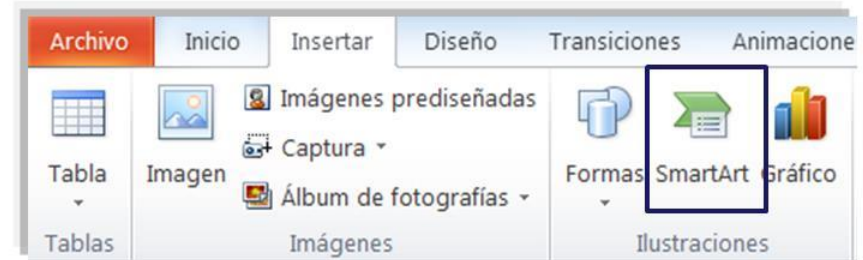 Archivo Inicio Insertar Diseño Transiciones Animacione
Imágenes prediseñadas
Captura
Álbum de fotografías
Tabla Imagen Formas SmartArt Gráfico
Tablas Imágenes Ilustraciones